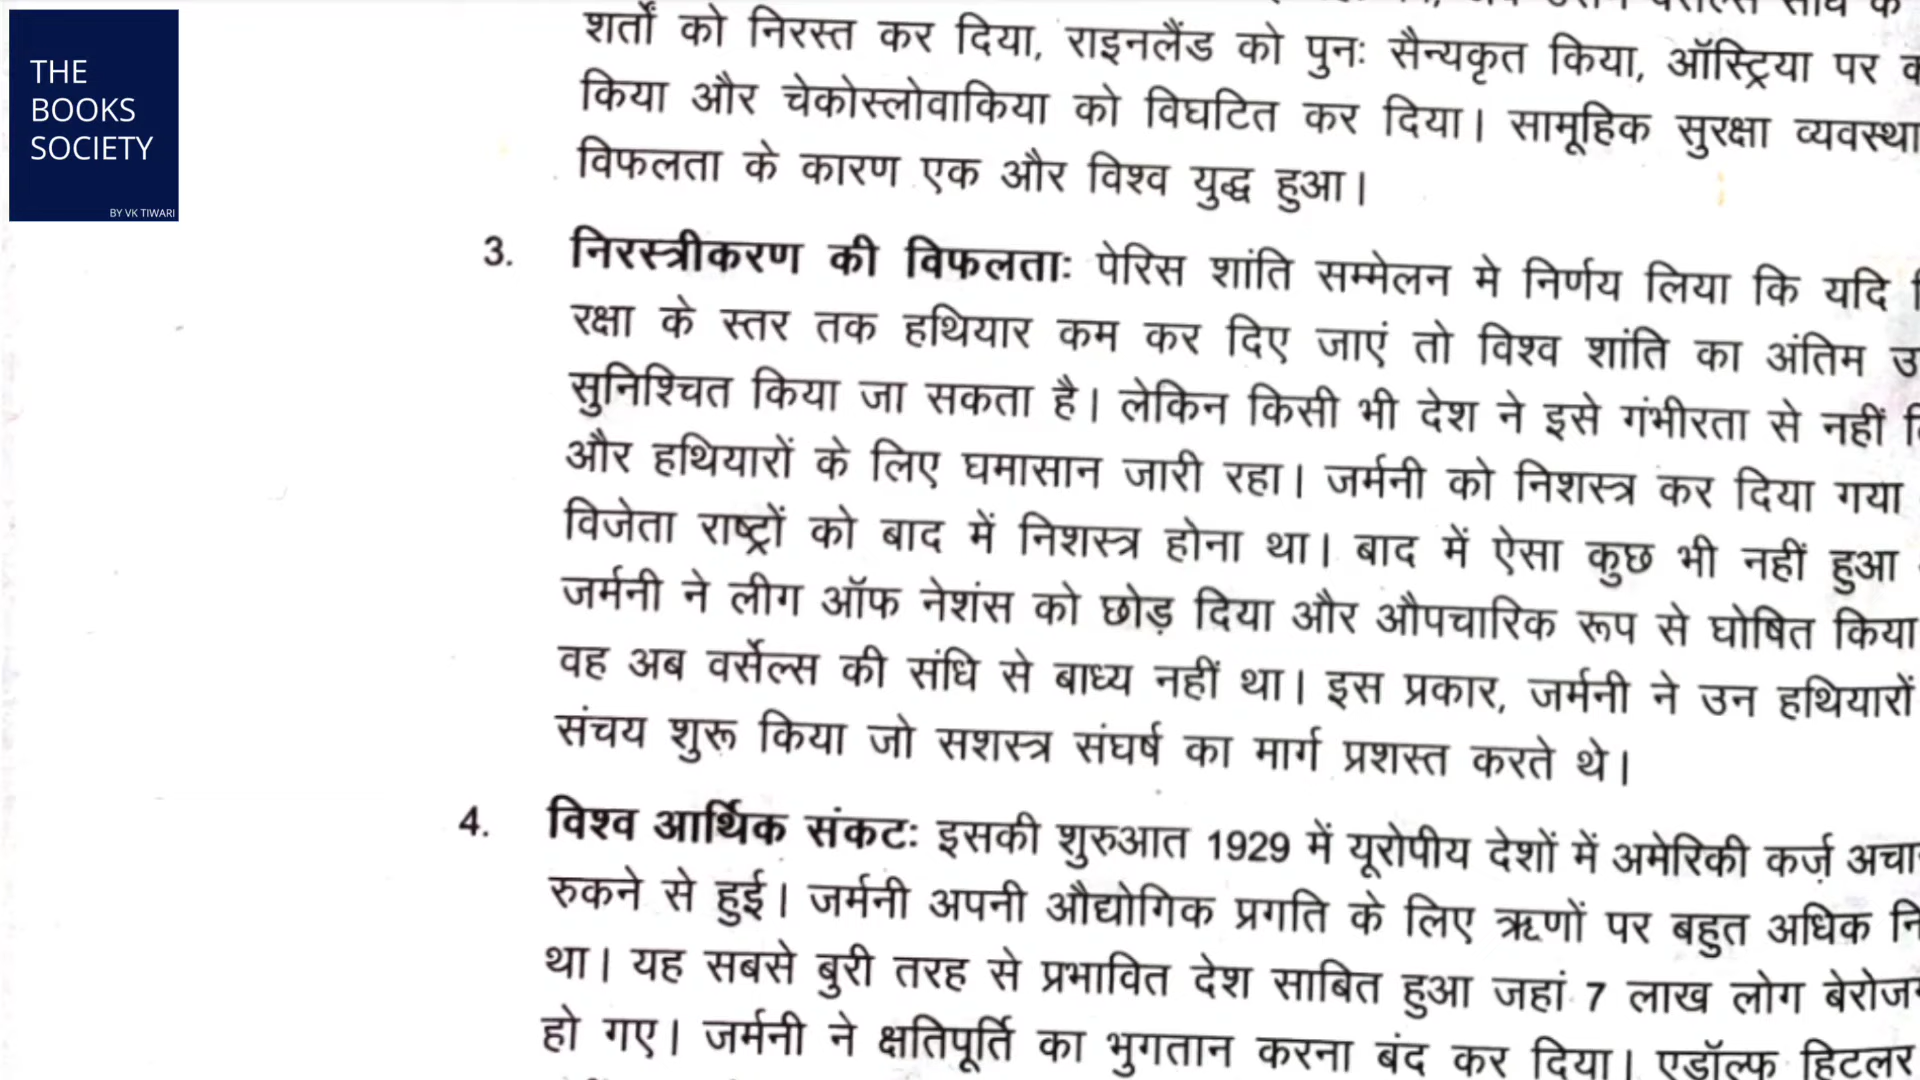 THE
BOOKS
SOCIETY
BY VK TIWARI
शर्तों को निरस्त कर दिया, राइनलैंड को पुनः सैन्यकृत किया, ऑस्ट्रिया पर
किया और चेकोस्लोवाकिया को विघटित कर दिया। सामूहिक सुरक्षा व्यवस्था
विफलता के कारण एक और विश्व युद्ध हुआ।
3. निरस्त्रीकरण की विफलताः पेरिस शांति सम्मेलन मे निर्णय लिया कि यदि
रक्षा के स्तर तक हथियार कम कर दिए जाएं तो विश्व शांति का अंतिम
सुनिश्चित किया जा सकता है। लेकिन किसी भी देश ने इसे गंभीरता से नहीं
और हथियारों के लिए घमासान जारी रहा। जर्मनी को निशस्त्र कर दिया गया
विजेता राष्ट्रों को बाद में निशस्त्र होना था। बाद में ऐसा कुछ भी नहीं हुआ
जर्मनी ने लीग ऑफ नेशंस को छोड़ दिया और औपचारिक रूप से घोषित किया
वह अब वर्सेल्स की संधि से बाध्य नहीं था। इस प्रकार, जर्मनी ने उन हथियारों
संचय शुरू किया जो सशस्त्र संघर्ष का मार्ग प्रशस्त करते थे।
4. विश्व आर्थिक संकटः इसकी शुरुआत 1929 में यूरोपीय देशों में अमेरिकी कर्ज़
रुकने से हुई। जर्मनी अपनी औद्योगिक प्रगति के लिए ऋणों पर बहुत अधिक
था। यह सबसे बुरी तरह से प्रभावित देश साबित हुआ जहां 7 लाख लोग
हो गए। जर्मनी ने क्षतिपूर्ति का भुगतान करना बंद कर दिया। एडॉल्फ हिटलर